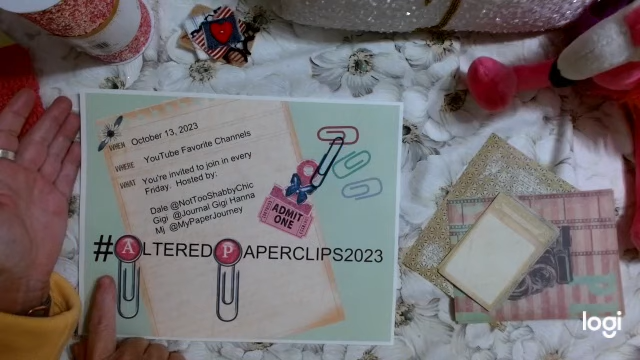 WHEN October 13, 2023
WHERE YouTube Favorite Channels
WHAT You're invited to join in every
Friday. Hosted by:
Dale @NotTooShabbyChic
Gigi @Journal Gigi Hanna
Mj @MyPaperJourney
ADMIT
ONE
#ALTEREDPAPERCLIPS2023
logi